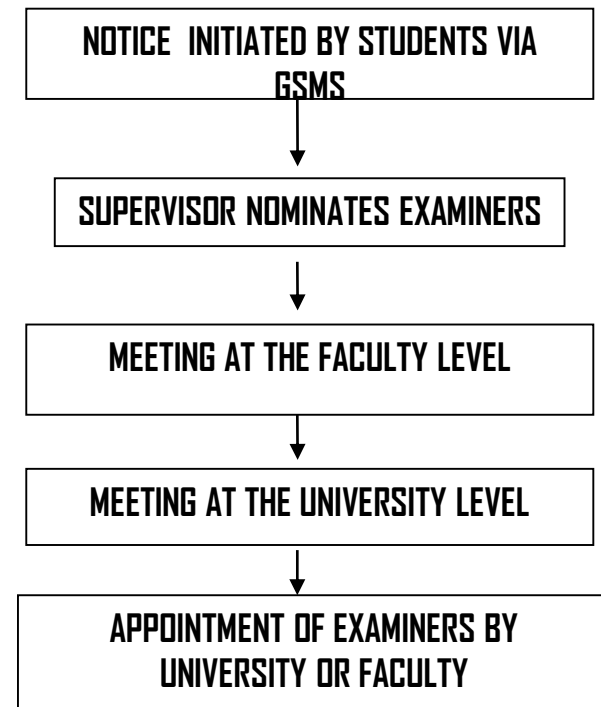 NOTICE INITIATED BY STUDENTS VIA
GSMS
SUPERVISOR NOMINATES EXAMINERS
MEETING AT THE FACULTY LEVEL
MEETING AT THE UNIVERSITY LEVEL
APPOINTMENT OF EXAMINERS BY
UNIVERSITY OR FACULTY